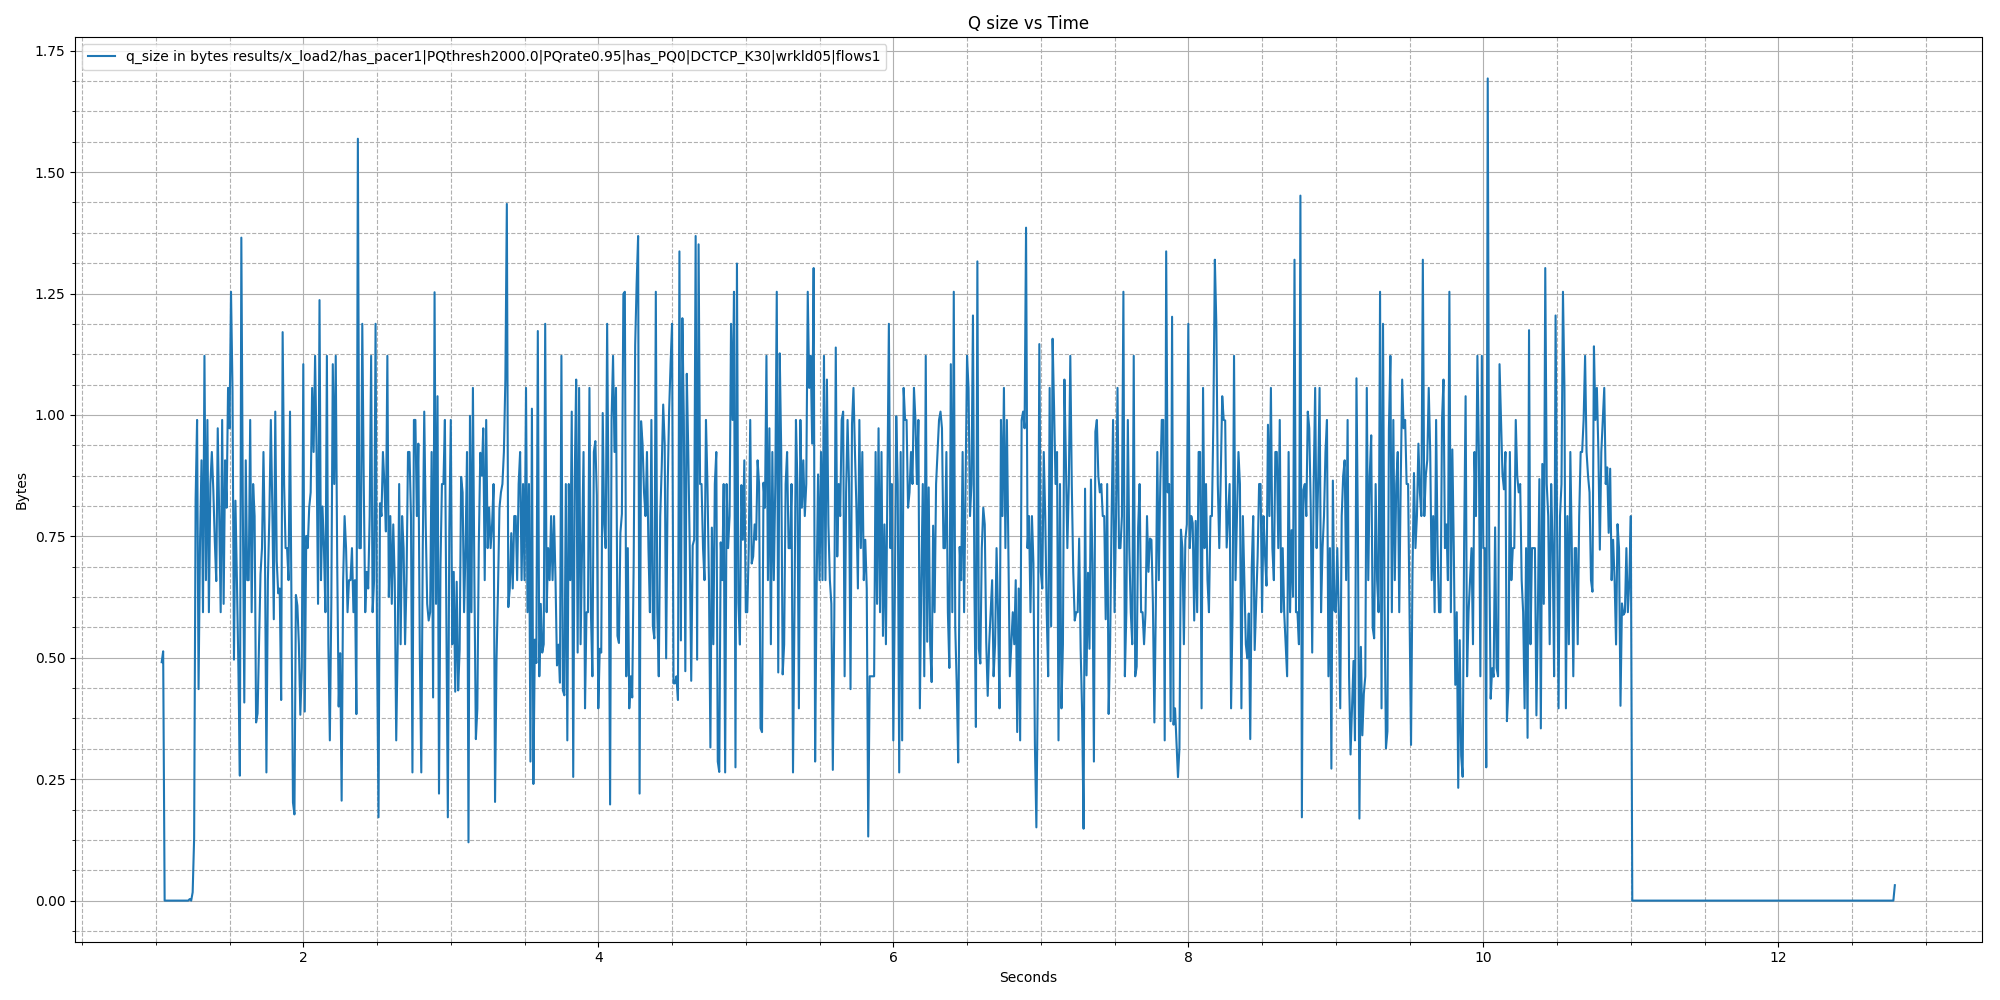 Q size vs Time
q_size in bytes results/x_load2/has_pacer1|PQthresh2000.0|PQrate0.95|has_PQ0|DCTCP_K30|wrkld05|flows1
1.75
1.50
1.25
1.00
0.75
0.50
0.25
0.00
Bytes
2 4 6 8 10 12
Seconds